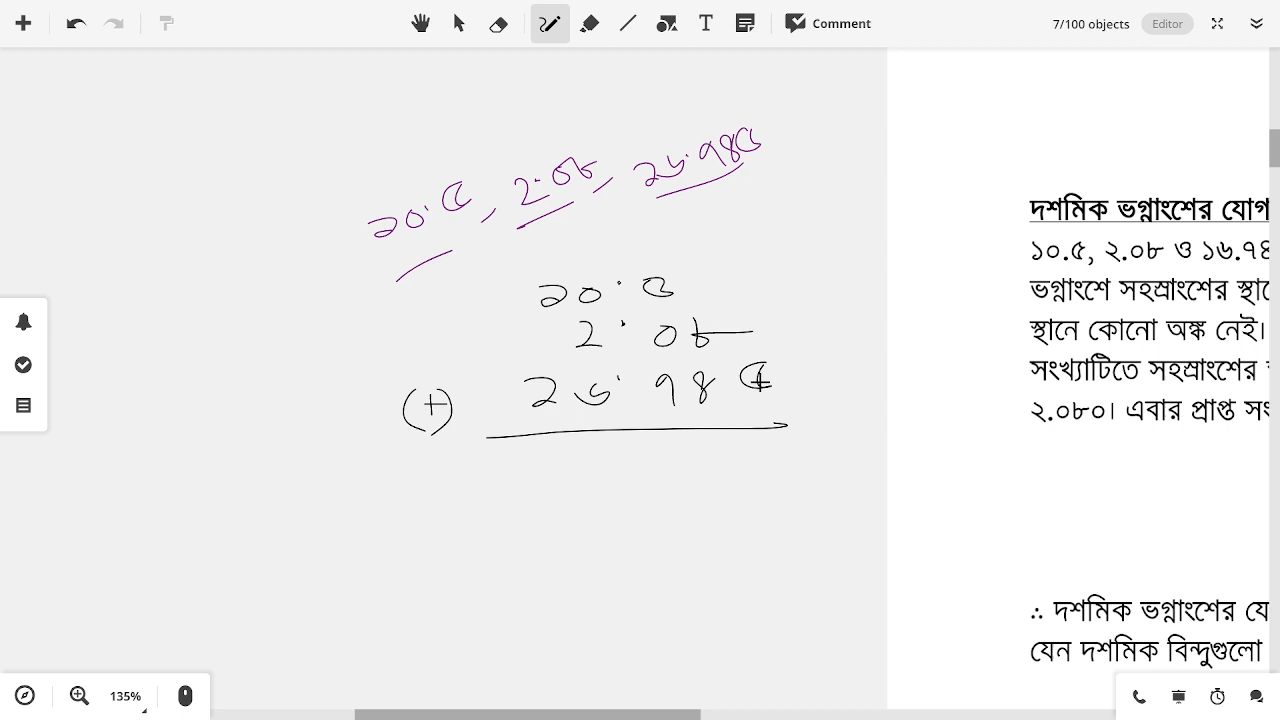 Comment
7/100 objects
Editor
১০.৫, ২.০৮, ১৬.৭৪৫
১০.৫
২.০৮
(+) ১৬.৭৪৫
দশমিক ভগ্নাংশের যোগ
১০.৫, ২.০৮ ও ১৬.৭৪
ভগ্নাংশে সহস্রাংশের স্থা
স্থানে কোনো অঙ্ক নেই।
সংখ্যাটিতে সহস্রাংশের
২.০৮০। এবার প্রাপ্ত সং
∴ দশমিক ভগ্নাংশের যে
যেন দশমিক বিন্দুগুলো
135%